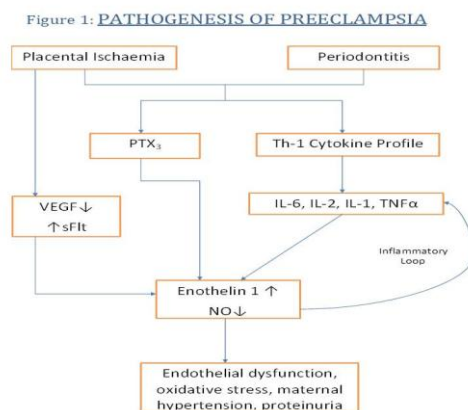 Figure 1: PATHOGENESIS OF PREECLAMPSIA
Placental Ischaemia
Periodontitis
PTX₃
Th-1 Cytokine Profile
VEGF↓
↑sFlt
IL-6, IL-2, IL-1, TNFα
Inflammatory
Loop
Enothelin 1 ↑
NO↓
Endothelial dysfunction,
oxidative stress, maternal
hypertension, proteinuria